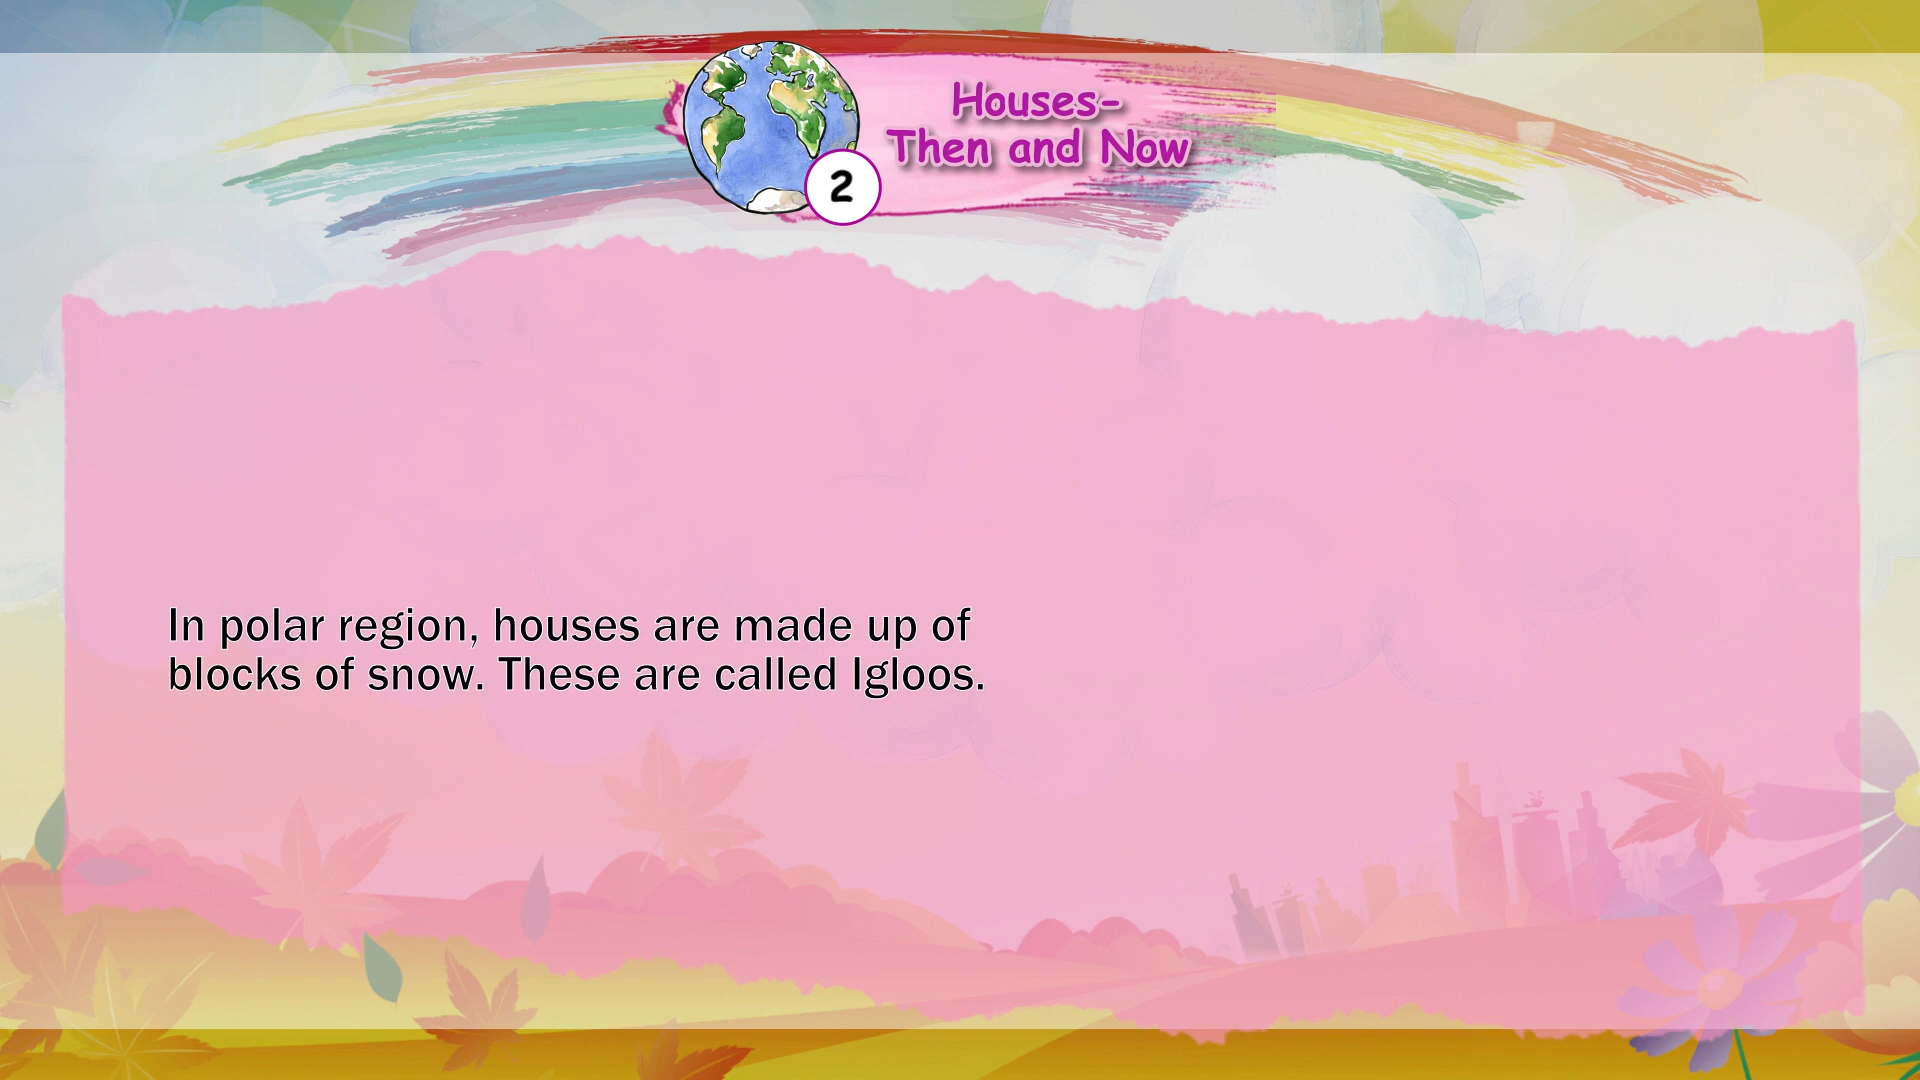 Houses-
Then and Now
2
In polar region, houses are made up of
blocks of snow. These are called Igloos.